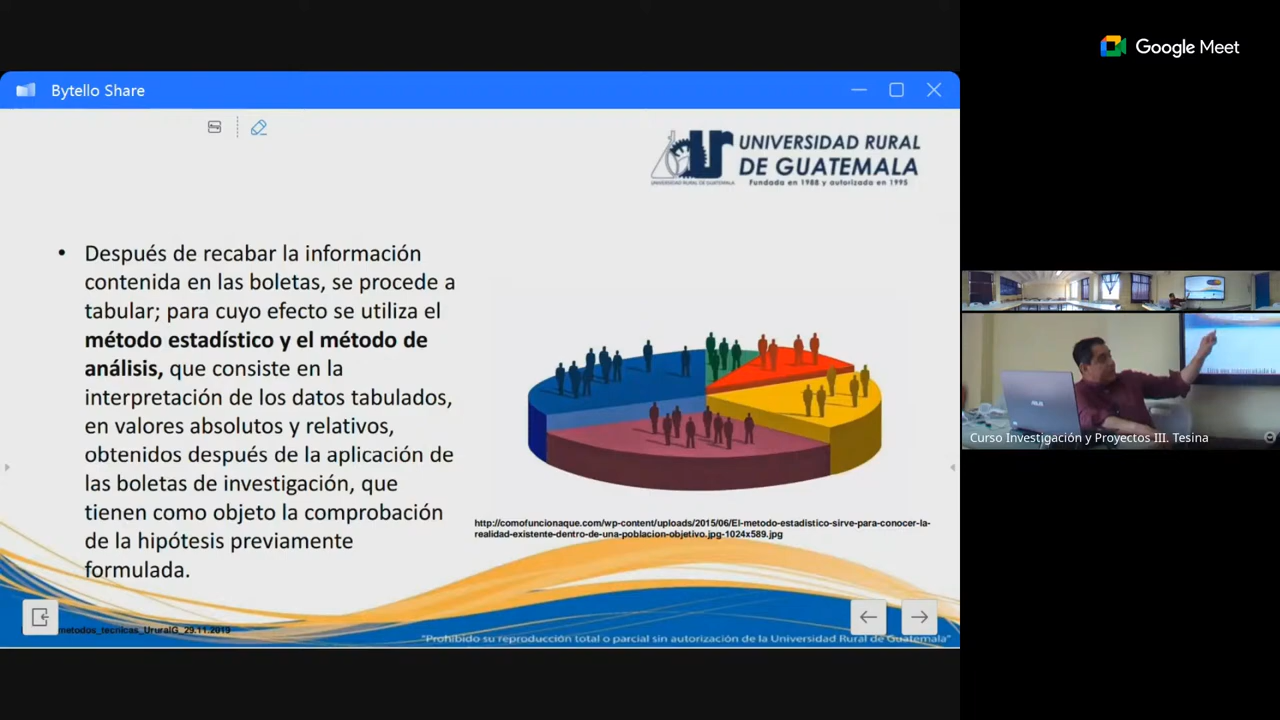 Google Meet
Bytello Share
UNIVERSIDAD RURAL
DE GUATEMALA
Fundada en 1988 y autorizada en 1995
UNIVERSIDAD RURAL DE GUATEMALA
• Después de recabar la información
contenida en las boletas, se procede a
tabular; para cuyo efecto se utiliza el
método estadístico y el método de
análisis, que consiste en la
interpretación de los datos tabulados,
en valores absolutos y relativos,
obtenidos después de la aplicación de
las boletas de investigación, que
tienen como objeto la comprobación
de la hipótesis previamente
formulada.
http://comofuncionaque.com/wp-content/uploads/2015/06/El-metodo-estadistico-sirve-para-conocer-la-
realidad-existente-dentro-de-una-poblacion-objetivo.jpg-1024x589.jpg
metodos_tecnicas_UruralG_29.11.2019
"Prohibido su reproducción total o parcial sin autorización de la Universidad Rural de Guatemala"
ASUS
Curso Investigación y Proyectos III. Tesina